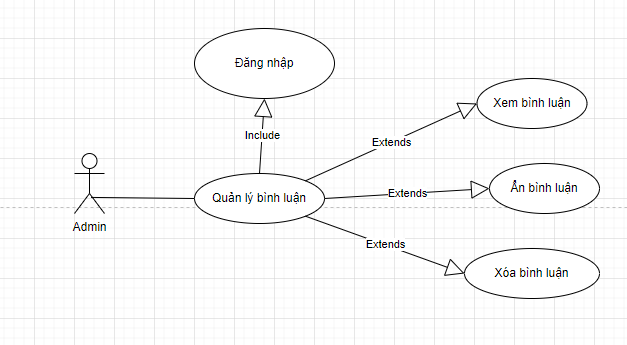 Đăng nhập
Xem bình luận
Include
Extends
Ẩn bình luận
Extends
Quản lý bình luận
Admin
Extends
Xóa bình luận